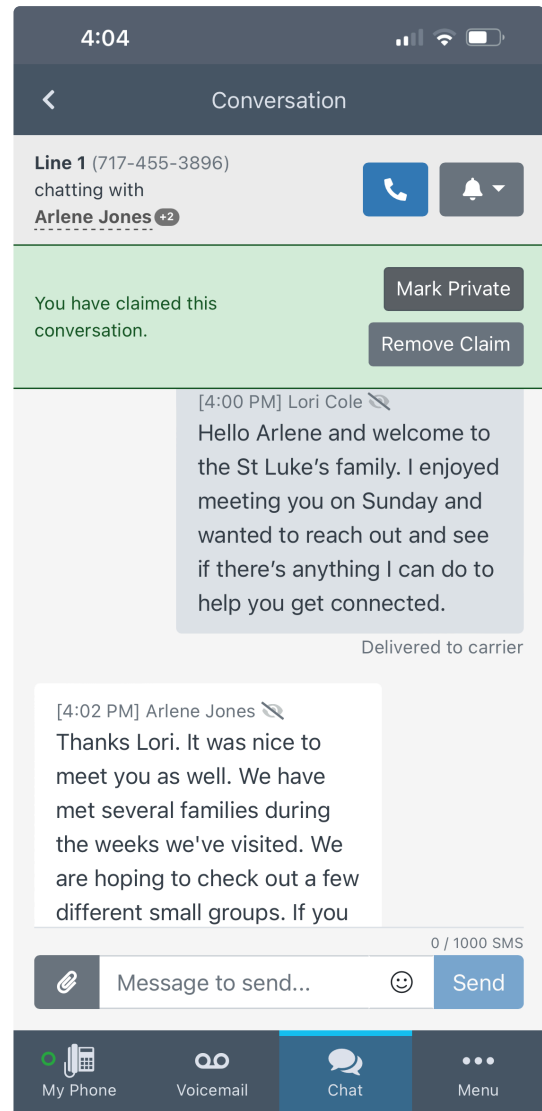 4:04
Conversation
Line 1 (717-455-3896)
chatting with
Arlene Jones +2
You have claimed this
conversation.
Mark Private
Remove Claim
[4:00 PM] Lori Cole
Hello Arlene and welcome to
the St Luke’s family. I enjoyed
meeting you on Sunday and
wanted to reach out and see
if there’s anything I can do to
help you get connected.
Delivered to carrier
[4:02 PM] Arlene Jones
Thanks Lori. It was nice to
meet you as well. We have
met several families during
the weeks we've visited. We
are hoping to check out a few
different small groups. If you
0 / 1000 SMS
Message to send...
Send
My Phone
Voicemail
Chat
Menu